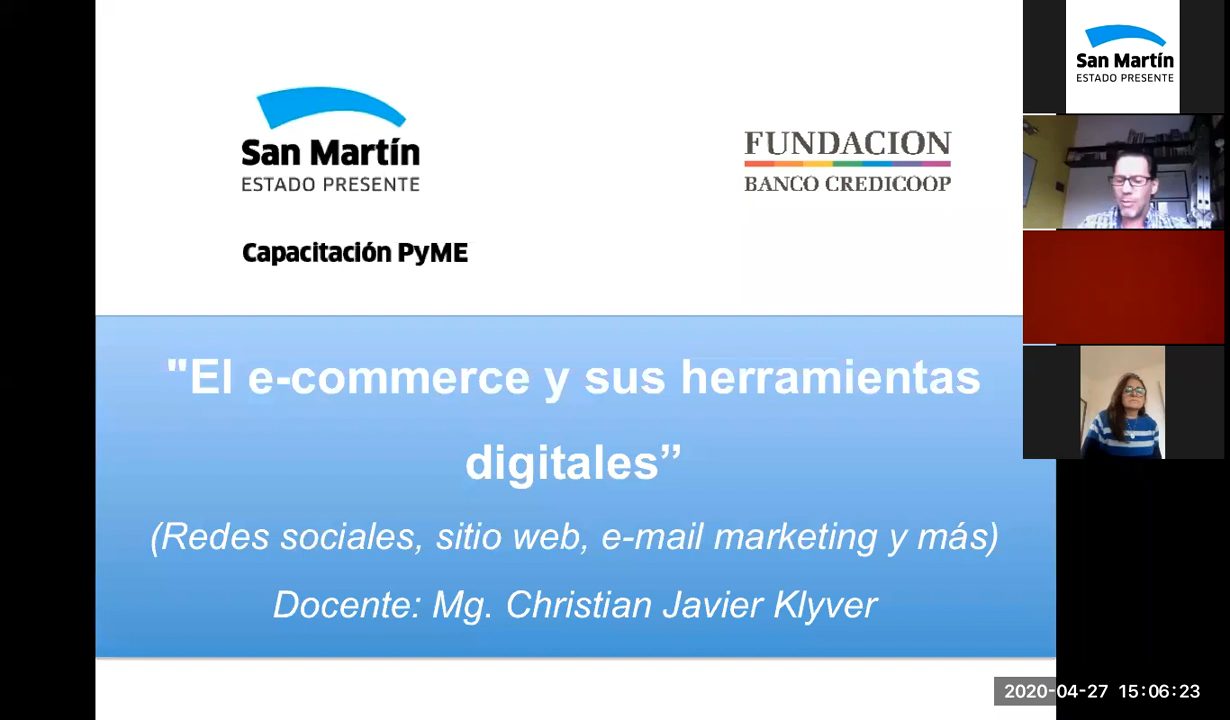 San Martín
ESTADO PRESENTE
FUNDACION
BANCO CREDICOOP
Capacitación PyME
"El e-commerce y sus herramientas
digitales”
(Redes sociales, sitio web, e-mail marketing y más)
Docente: Mg. Christian Javier Klyver
San Martín
ESTADO PRESENTE
2020-04-27 15:06:23